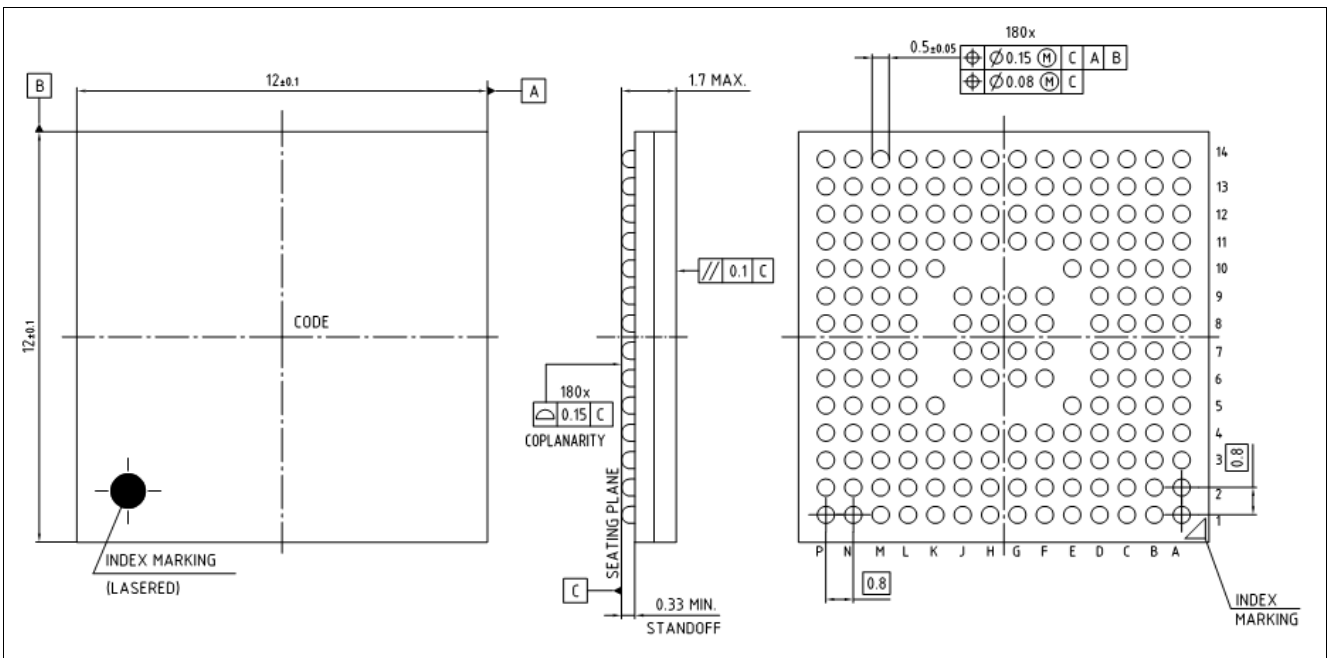 B
12±0.1
A
12±0.1
CODE
INDEX MARKING
(LASERED)
1.7 MAX.
// 0.1 C
180x
⌓ 0.15 C
COPLANARITY
SEATING PLANE
C
0.33 MIN.
STANDOFF
180x
0.5±0.05
⌖ ∅0.15 Ⓜ C A B
⌖ ∅0.08 Ⓜ C
14
13
12
11
10
9
8
7
6
5
4
3
2
1
0.8
P N M L K J H G F E D C B A
0.8
INDEX
MARKING